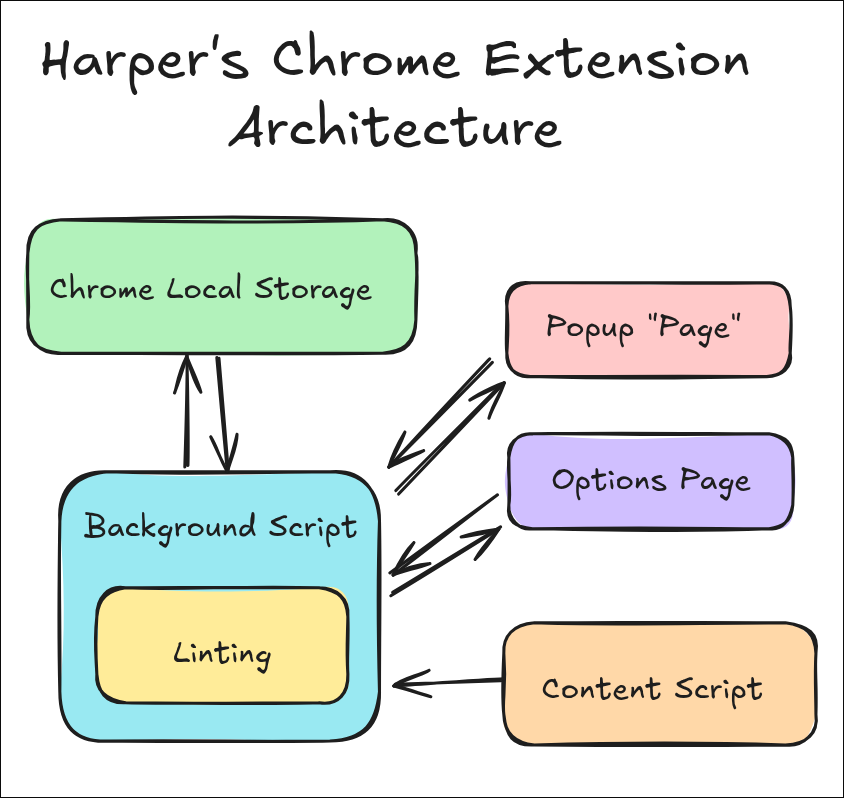 Harper's Chrome Extension
Architecture
Chrome Local Storage
Popup "Page"
Options Page
Background Script
Linting
Content Script